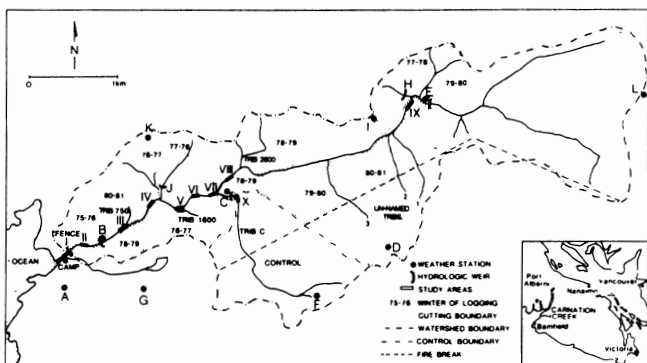 N
0 1km
77-78
H
79-80
E
L
IX
I
K
77-78
76-77
78-79
TRIB 2600
J
VIII
80-81
VI
VII
78-79
IV
C
X
79-80
80-81
TRIB 750
V
75-76
III
TRIB 1600
UN-NAMED
TRIBS.
FENCE
B
76-77
TRIB C
II
78-79
OCEAN
CAMP
CONTROL
D
A
G
F
WEATHER STATION
HYDROLOGIC WEIR
STUDY AREAS
75-76 WINTER OF LOGGING
CUTTING BOUNDARY
WATERSHED BOUNDARY
CONTROL BOUNDARY
FIRE BREAK
Port
Alberni
Nanaimo
Vancouver
CARNATION
CREEK
Bamfield
Victoria